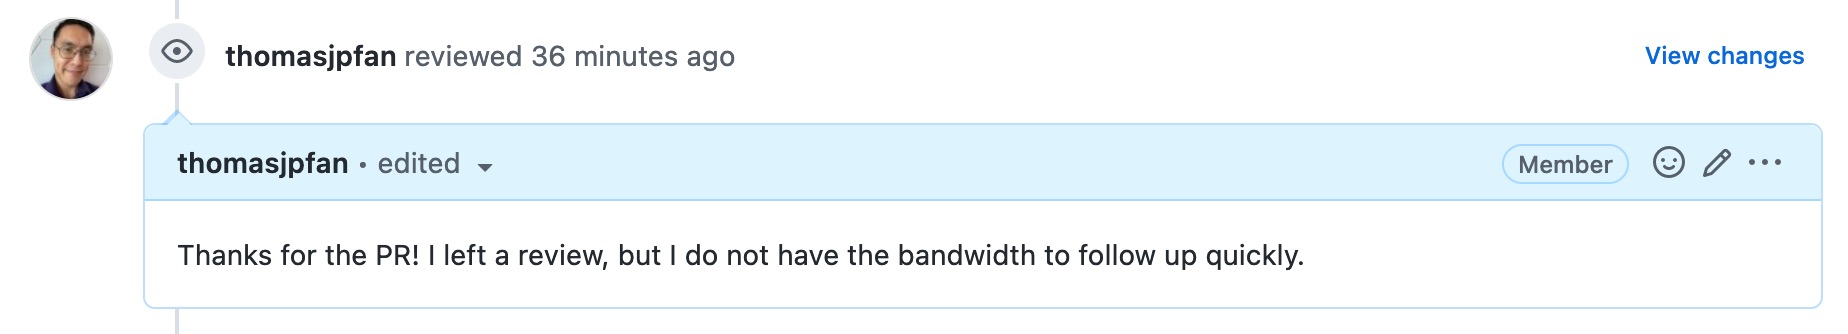 thomasjpfan reviewed 36 minutes ago View changes
thomasjpfan • edited Member
Thanks for the PR! I left a review, but I do not have the bandwidth to follow up quickly.